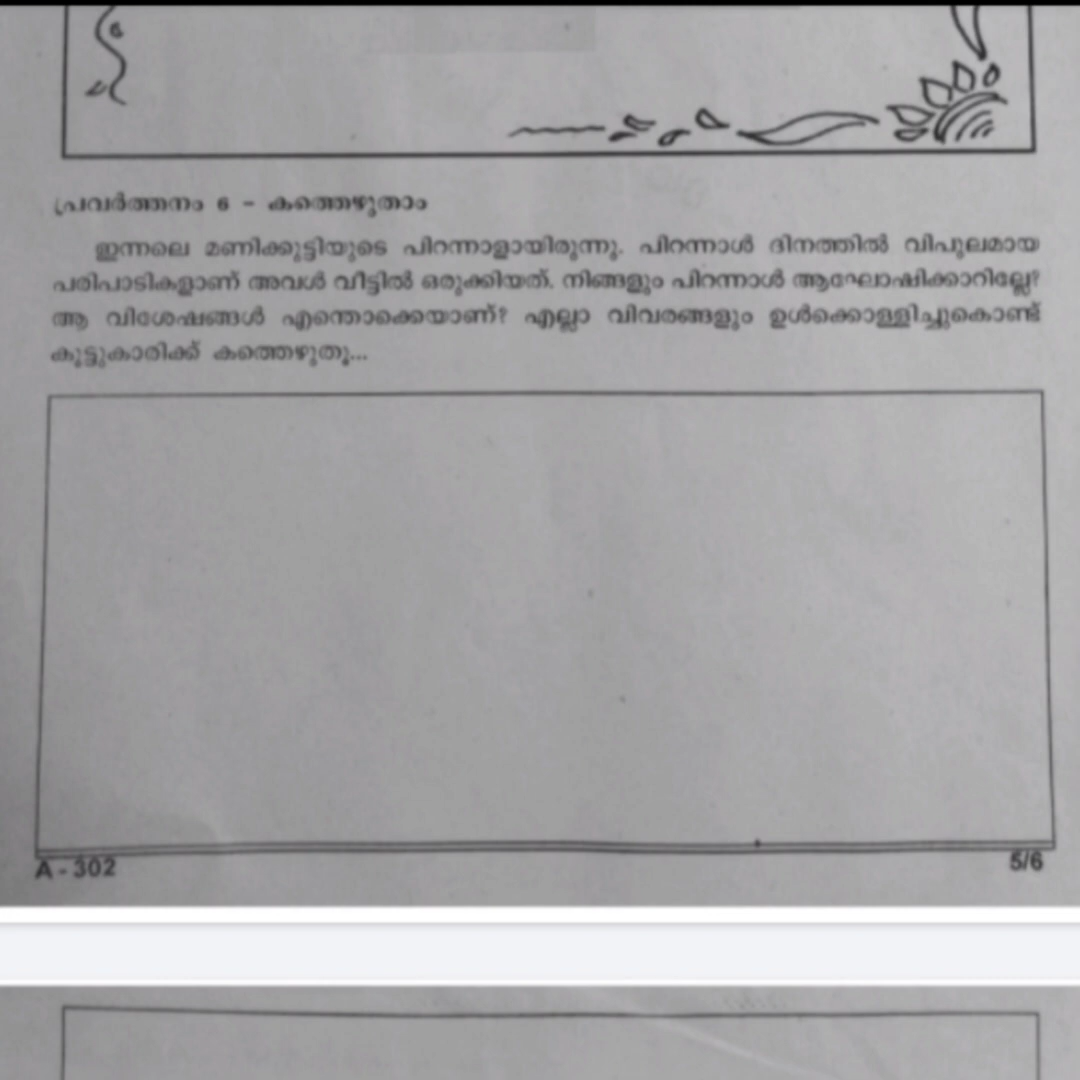 പ്രവർത്തനം 6 - കത്തെഴുതാം
ഇന്നലെ മണിക്കുട്ടിയുടെ പിറന്നാളായിരുന്നു. പിറന്നാൾ ദിനത്തിൽ വിപുലമായ
പരിപാടികളാണ് അവൾ വീട്ടിൽ ഒരുക്കിയത്. നിങ്ങളും പിറന്നാൾ ആഘോഷിക്കാറില്ലേ?
ആ വിശേഷങ്ങൾ എന്തൊക്കെയാണ്? എല്ലാ വിവരങ്ങളും ഉൾക്കൊള്ളിച്ചുകൊണ്ട്
കൂട്ടുകാരിക്ക് കത്തെഴുതൂ...
A - 302
5/6